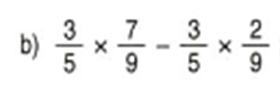 b) 3/5 × 7/9 − 3/5 × 2/9